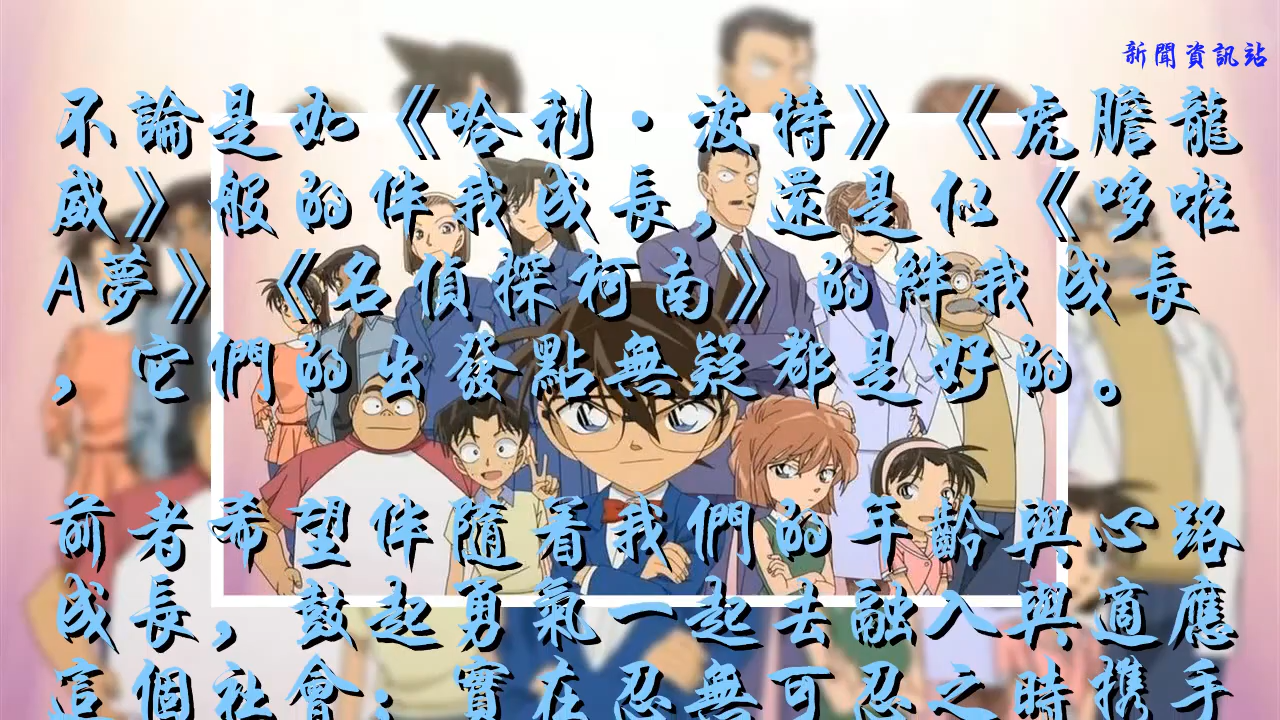 新聞資訊站
不論是如《哈利·波特》《虎膽龍
威》般的伴我成長，還是似《哆啦
A夢》《名偵探柯南》的絆我成長
，它們的出發點無疑都是好的。
前者希望伴隨着我們的年齡與心路
成長，鼓起勇氣一起去融入與適應
這個社會；實在忍無可忍之時攜手